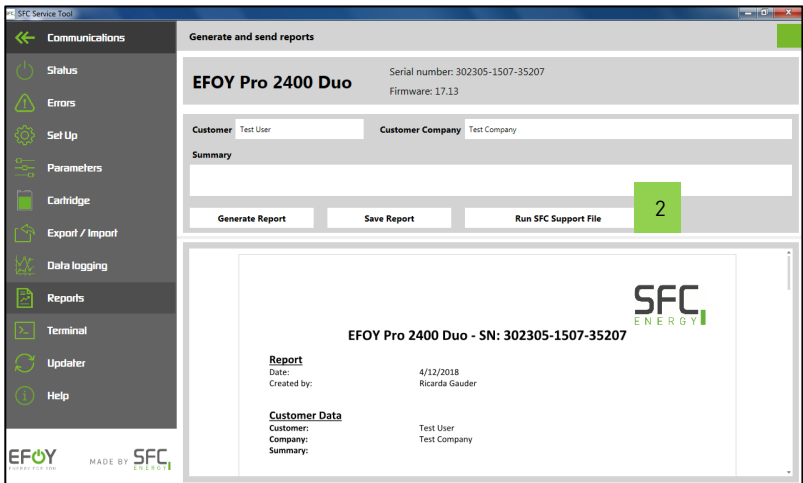 SFC Service Tool
Communications
Status
Errors
Set Up
Parameters
Cartridge
Export / Import
Data logging
Reports
Terminal
Updater
Help
EFOY
ENERGY FOR YOU
MADE BY SFC ENERGY
Generate and send reports
EFOY Pro 2400 Duo
Serial number: 302305-1507-35207
Firmware: 17.13
Customer Test User Customer Company Test Company
Summary
Generate Report Save Report Run SFC Support File 2
SFC
ENERGY
EFOY Pro 2400 Duo - SN: 302305-1507-35207
Report
Date: 4/12/2018
Created by: Ricarda Gauder
Customer Data
Customer: Test User
Company: Test Company
Summary: